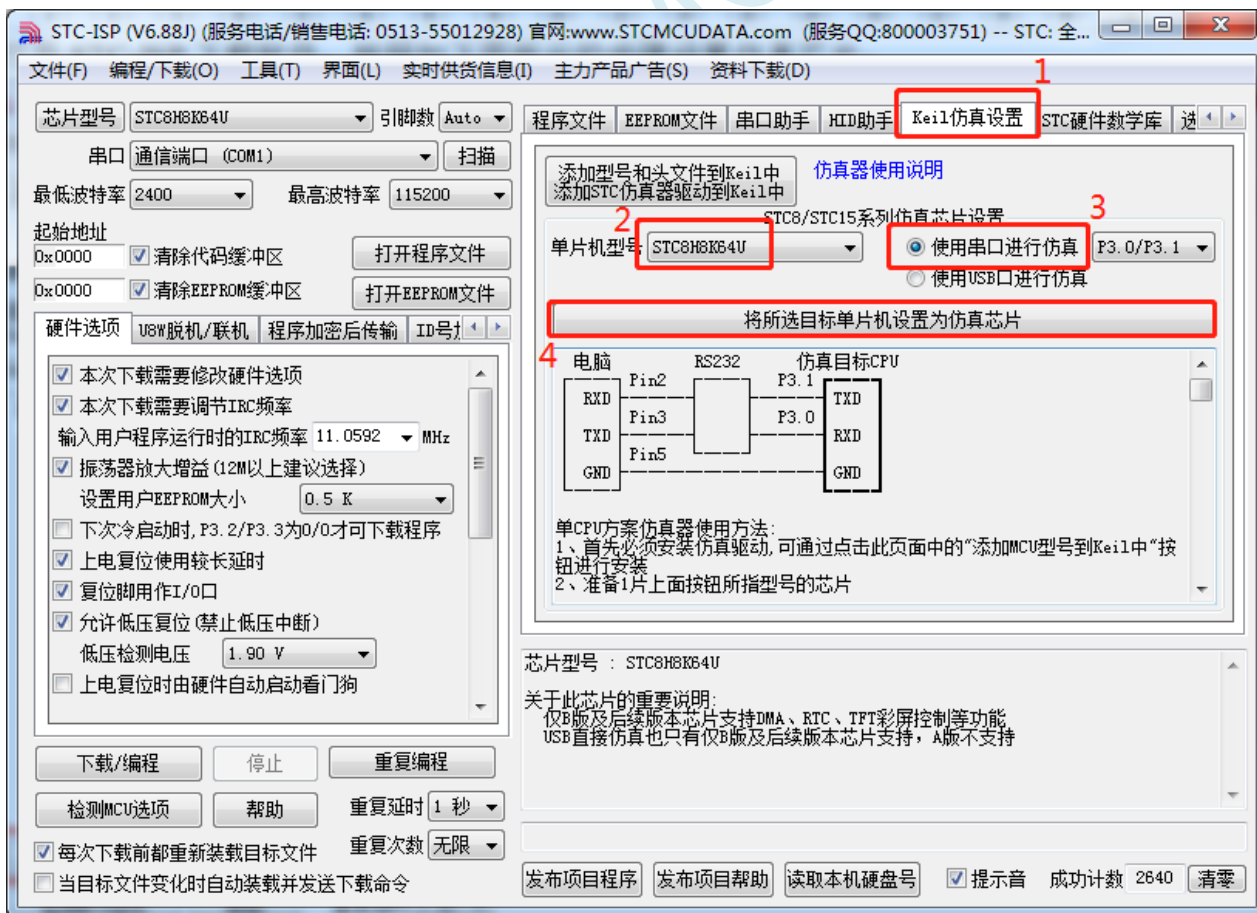 STC-ISP (V6.88J) (服务电话/销售电话: 0513-55012928) 官网:www.STCMCUDATA.com (服务QQ:800003751) -- STC: 全...
文件(F) 编程/下载(O) 工具(T) 界面(L) 实时供货信息(I) 主力产品广告(S) 资料下载(D)
1
芯片型号 STC8H8K64U 引脚数 Auto
串口 通信端口 (COM1) 扫描
最低波特率 2400 最高波特率 115200
起始地址
0x0000 清除代码缓冲区 打开程序文件
0x0000 清除EEPROM缓冲区 打开EEPROM文件
硬件选项 U8W脱机/联机 程序加密后传输 ID号
本次下载需要修改硬件选项
本次下载需要调节IRC频率
输入用户程序运行时的IRC频率 11.0592 MHz
振荡器放大增益(12M以上建议选择)
设置用户EEPROM大小 0.5 K
下次冷启动时,P3.2/P3.3为0/0才可下载程序
上电复位使用较长延时
复位脚用作I/O口
允许低压复位(禁止低压中断)
低压检测电压 1.90 V
上电复位时由硬件自动启动看门狗
下载/编程 停止 重复编程
检测MCU选项 帮助 重复延时 1 秒
每次下载前都重新装载目标文件 重复次数 无限
当目标文件变化时自动装载并发送下载命令
程序文件 EEPROM文件 串口助手 HID助手 Keil仿真设置 STC硬件数学库 选
添加型号和头文件到Keil中
添加STC仿真器驱动到Keil中
仿真器使用说明
STC8/STC15系列仿真芯片设置
2 3
单片机型号 STC8H8K64U 使用串口进行仿真 P3.0/P3.1
使用USB口进行仿真
将所选目标单片机设置为仿真芯片
4
电脑 RS232 仿真目标CPU
RXD Pin2 P3.1 TXD
TXD Pin3 P3.0 RXD
GND Pin5 GND
单CPU方案仿真器使用方法:
1、首先必须安装仿真驱动,可通过点击此页面中的"添加MCU型号到Keil中"按
钮进行安装
2、准备1片上面按钮所指型号的芯片
芯片型号 : STC8H8K64U
关于此芯片的重要说明:
仅B版及后续版本芯片支持DMA、RTC、TFT彩屏控制等功能
USB直接仿真也只有仅B版及后续版本芯片支持，A版不支持
发布项目程序 发布项目帮助 读取本机硬盘号 提示音 成功计数 2640 清零